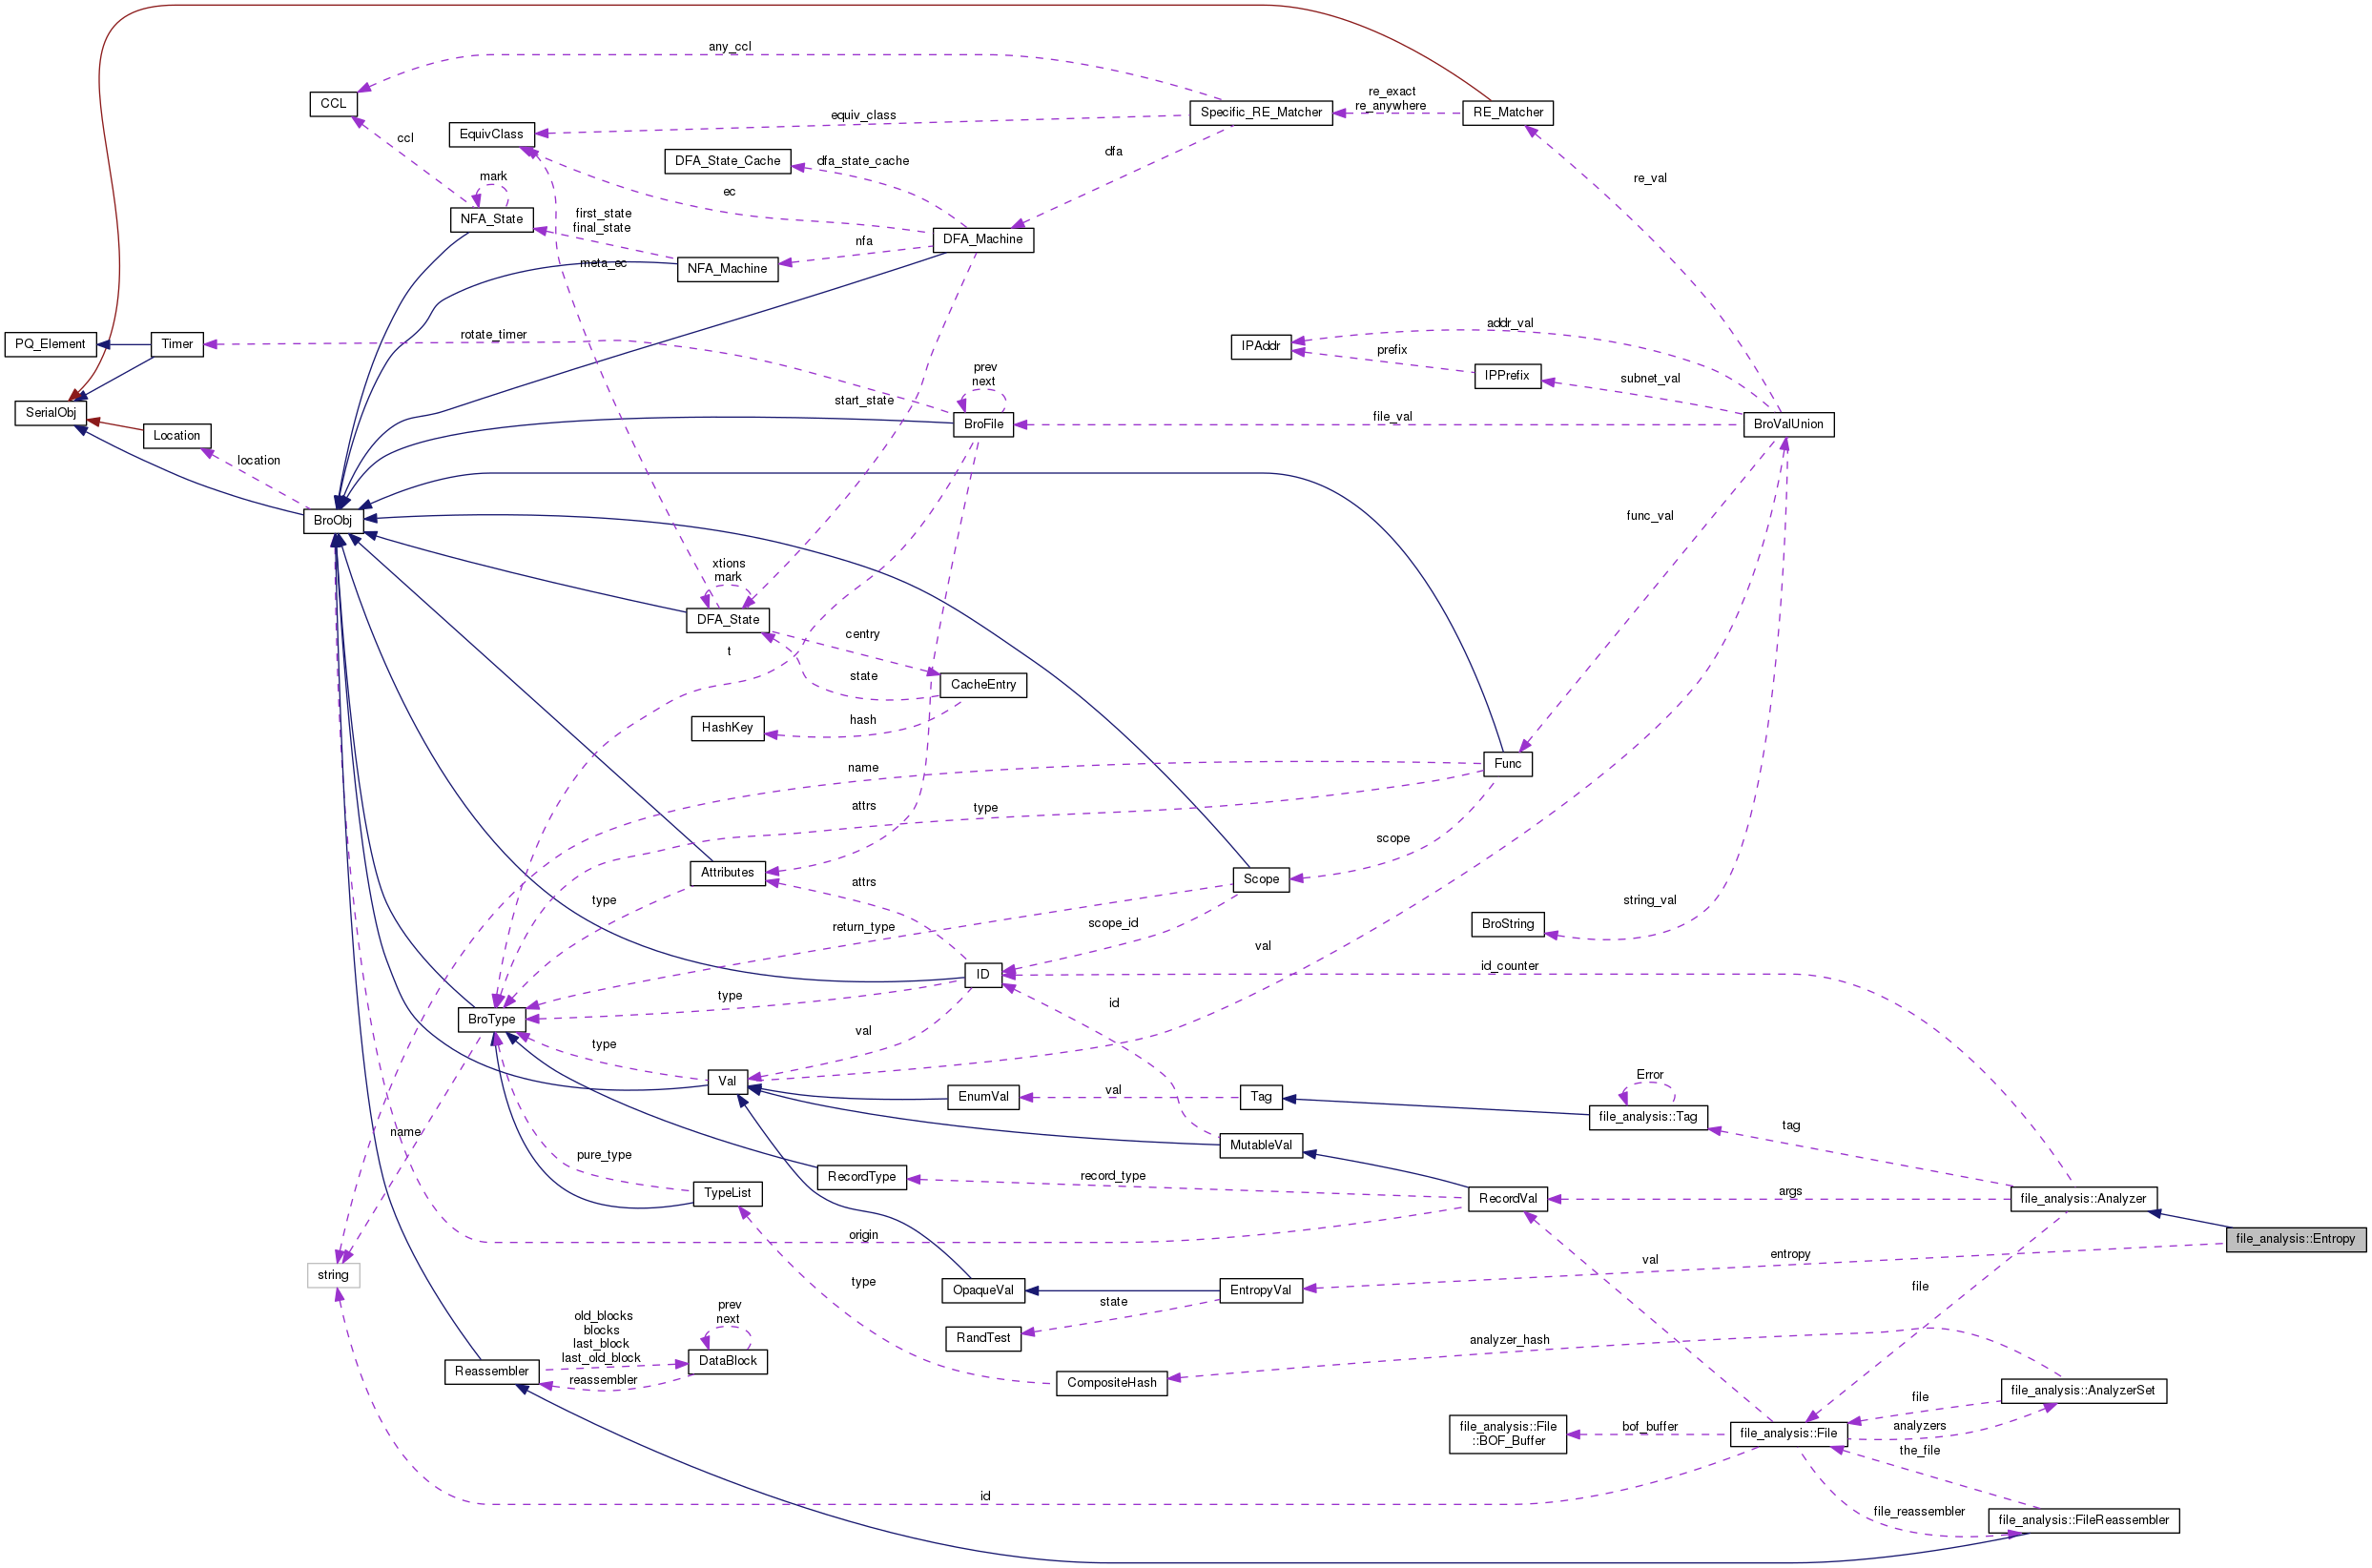 any_ccl
CCL
Specific_RE_Matcher
re_exact
re_anywhere
RE_Matcher
equiv_class
EquivClass
ccl
DFA_State_Cache
dfa_state_cache
dfa
mark
ec
re_val
NFA_State
first_state
final_state
nfa
DFA_Machine
meta_ec
NFA_Machine
addr_val
rotate_timer
PQ_Element
Timer
IPAddr
prefix
prev
next
IPPrefix
subnet_val
start_state
SerialObj
file_val
BroFile
BroValUnion
Location
location
func_val
BroObj
xtions
mark
DFA_State
centry
t
state
CacheEntry
HashKey
hash
name
Func
attrs
type
scope
Attributes
attrs
Scope
type
return_type
scope_id
string_val
BroString
val
ID
id_counter
type
id
BroType
val
type
Val
Error
EnumVal
val
Tag
file_analysis::Tag
tag
name
MutableVal
pure_type
RecordType
record_type
TypeList
RecordVal
args
file_analysis::Analyzer
origin
file_analysis::Entropy
entropy
val
string
type
OpaqueVal
EntropyVal
file
state
prev
next
old_blocks
blocks
last_block
last_old_block
RandTest
analyzer_hash
DataBlock
Reassembler
reassembler
CompositeHash
file_analysis::AnalyzerSet
file
analyzers
file_analysis::File
::BOF_Buffer
bof_buffer
file_analysis::File
the_file
id
file_reassembler
file_analysis::FileReassembler